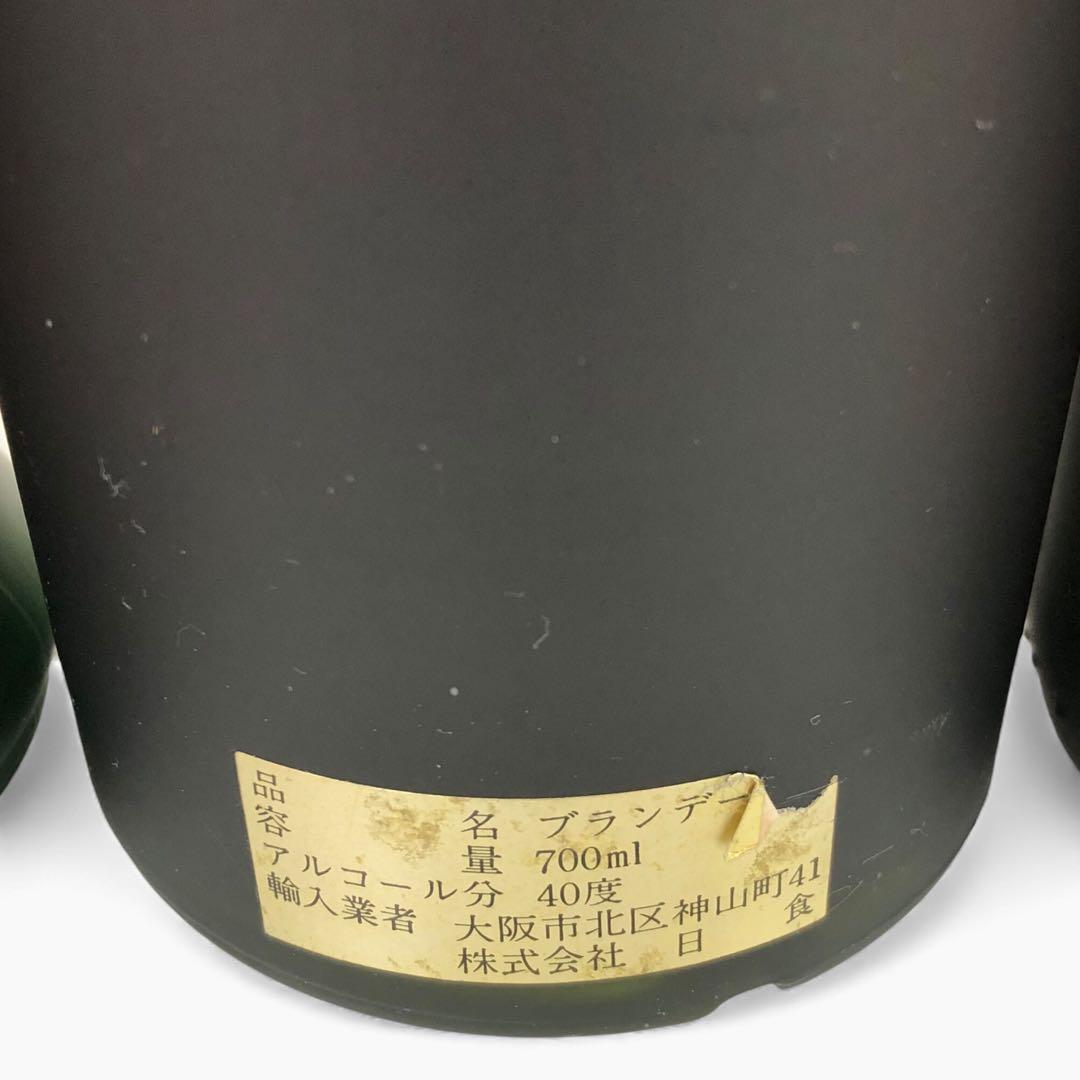 品　名　ブランデー
容　量　700ml
アルコール分　40度
輸入業者　大阪市北区神山町41
株式会社　日　食